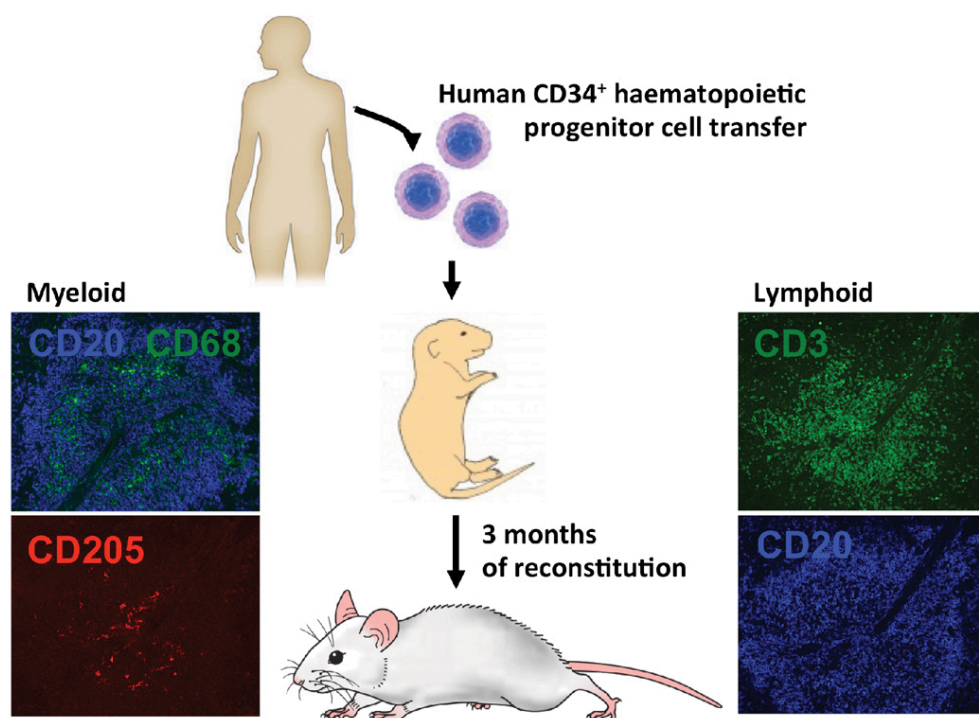 Human CD34⁺ haematopoietic
progenitor cell transfer
Myeloid
CD20 CD68
CD205
Lymphoid
CD3
CD20
3 months
of reconstitution